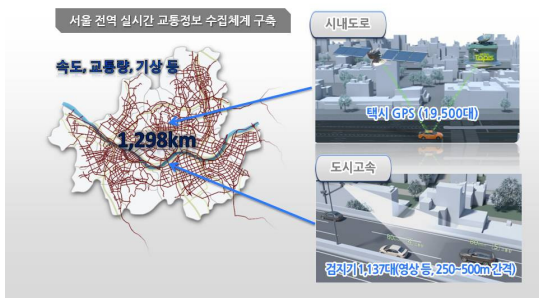 서울 전역 실시간 교통정보 수집체계 구축
속도, 교통량, 기상 등
1,298km
시내도로
택시 GPS (19,500대)
도시고속
검지기 1,137대(영상 등, 250~500m 간격)